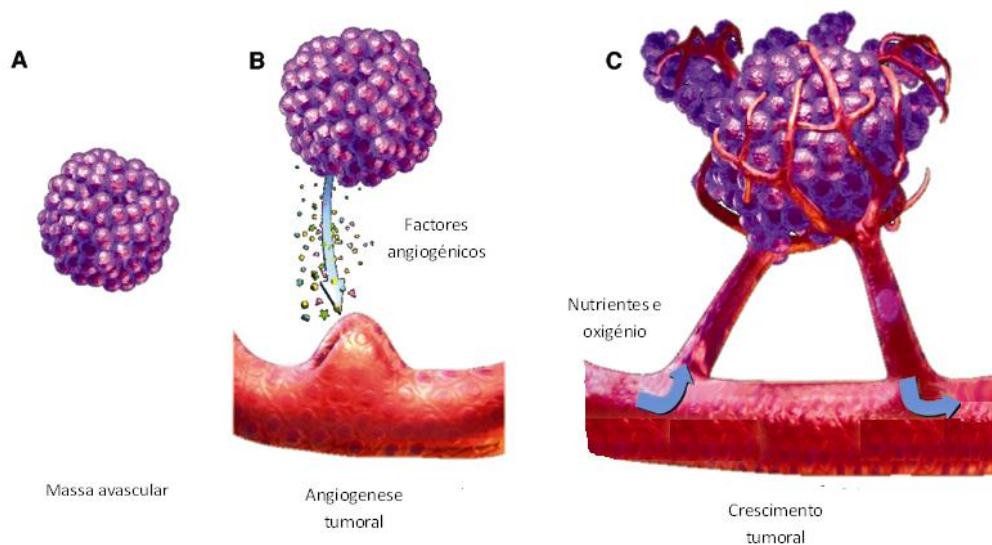 A
B
C
Factores
angiogénicos
Nutrientes e
oxigénio
Massa avascular
Angiogenese
tumoral
Crescimento
tumoral